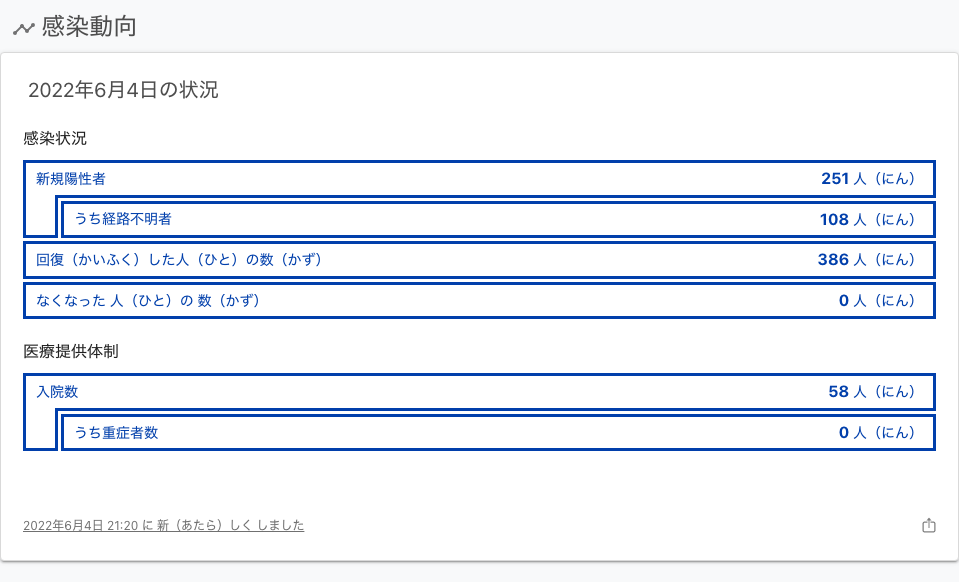 感染動向
2022年6月4日の状況
感染状況
新規陽性者 251 人（にん）
うち経路不明者 108 人（にん）
回復（かいふく）した人（ひと）の数（かず） 386 人（にん）
なくなった 人（ひと）の 数（かず） 0 人（にん）
医療提供体制
入院数 58 人（にん）
うち重症者数 0 人（にん）
2022年6月4日 21:20 に 新（あたら）しく しました